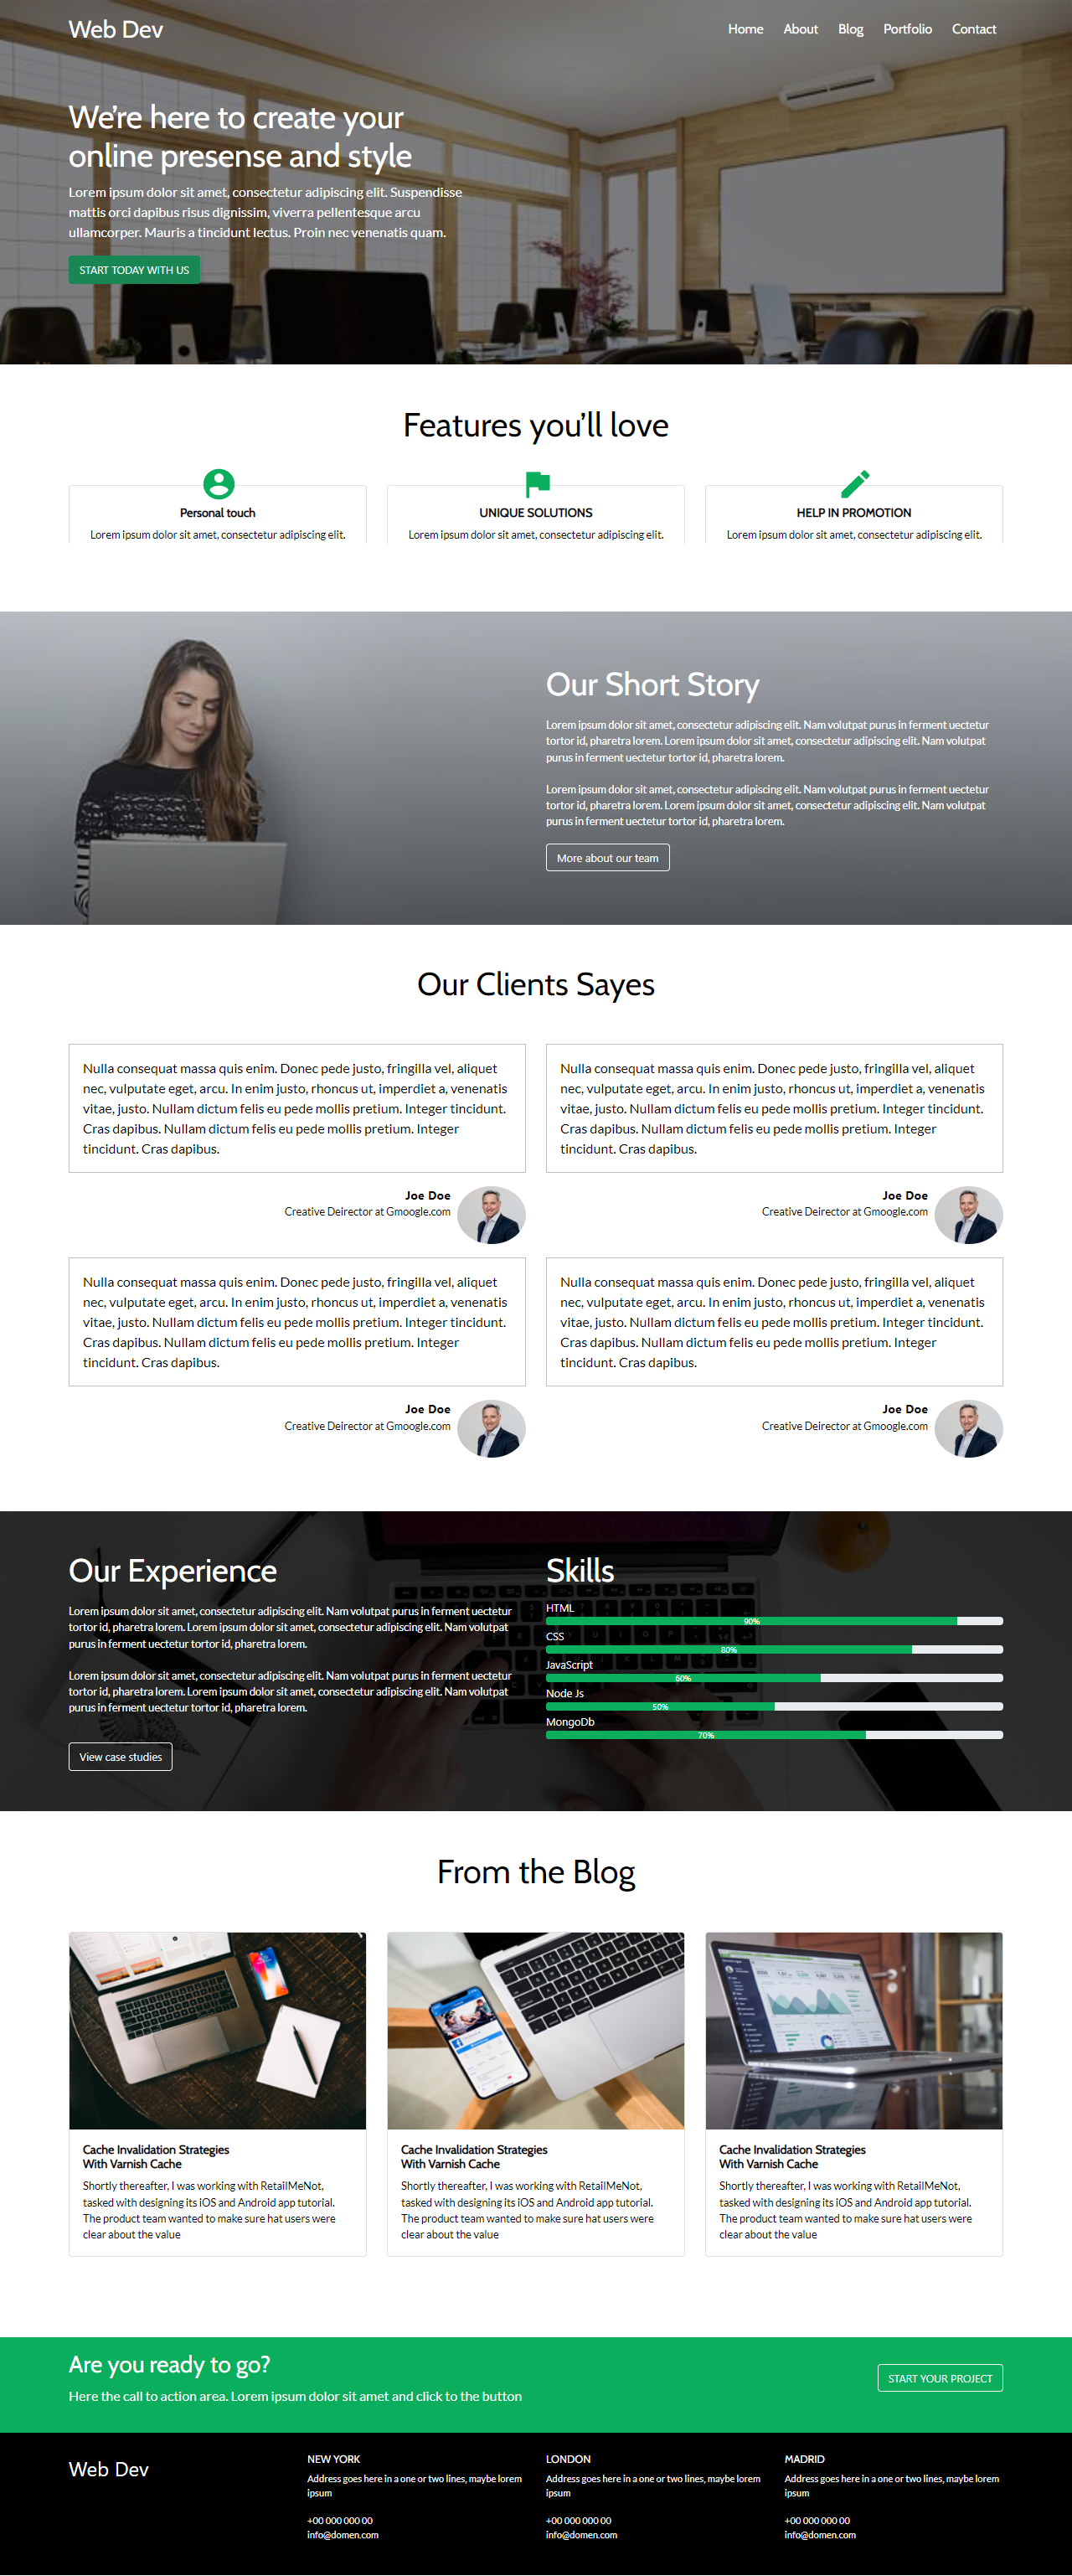 Web Dev
Home About Blog Portfolio Contact
We're here to create your
online presense and style
Lorem ipsum dolor sit amet, consectetur adipiscing elit. Suspendisse
mattis orci dapibus risus dignissim, viverra pellentesque arcu
ullamcorper. Mauris a tincidunt lectus. Proin nec venenatis quam.
START TODAY WITH US
Features you'll love
Personal touch
Lorem ipsum dolor sit amet, consectetur adipiscing elit.
UNIQUE SOLUTIONS
Lorem ipsum dolor sit amet, consectetur adipiscing elit.
HELP IN PROMOTION
Lorem ipsum dolor sit amet, consectetur adipiscing elit.
Our Short Story
Lorem ipsum dolor sit amet, consectetur adipiscing elit. Nam volutpat purus in ferment uectetur
tortor id, pharetra lorem. Lorem ipsum dolor sit amet, consectetur adipiscing elit. Nam volutpat
purus in ferment uectetur tortor id, pharetra lorem.
Lorem ipsum dolor sit amet, consectetur adipiscing elit. Nam volutpat purus in ferment uectetur
tortor id, pharetra lorem. Lorem ipsum dolor sit amet, consectetur adipiscing elit. Nam volutpat
purus in ferment uectetur tortor id, pharetra lorem.
More about our team
Our Clients Sayes
Nulla consequat massa quis enim. Donec pede justo, fringilla vel, aliquet
nec, vulputate eget, arcu. In enim justo, rhoncus ut, imperdiet a, venenatis
vitae, justo. Nullam dictum felis eu pede mollis pretium. Integer tincidunt.
Cras dapibus. Nullam dictum felis eu pede mollis pretium. Integer
tincidunt. Cras dapibus.
Joe Doe
Creative Deirector at Gmoogle.com
Nulla consequat massa quis enim. Donec pede justo, fringilla vel, aliquet
nec, vulputate eget, arcu. In enim justo, rhoncus ut, imperdiet a, venenatis
vitae, justo. Nullam dictum felis eu pede mollis pretium. Integer tincidunt.
Cras dapibus. Nullam dictum felis eu pede mollis pretium. Integer
tincidunt. Cras dapibus.
Joe Doe
Creative Deirector at Gmoogle.com
Nulla consequat massa quis enim. Donec pede justo, fringilla vel, aliquet
nec, vulputate eget, arcu. In enim justo, rhoncus ut, imperdiet a, venenatis
vitae, justo. Nullam dictum felis eu pede mollis pretium. Integer tincidunt.
Cras dapibus. Nullam dictum felis eu pede mollis pretium. Integer
tincidunt. Cras dapibus.
Joe Doe
Creative Deirector at Gmoogle.com
Nulla consequat massa quis enim. Donec pede justo, fringilla vel, aliquet
nec, vulputate eget, arcu. In enim justo, rhoncus ut, imperdiet a, venenatis
vitae, justo. Nullam dictum felis eu pede mollis pretium. Integer tincidunt.
Cras dapibus. Nullam dictum felis eu pede mollis pretium. Integer
tincidunt. Cras dapibus.
Joe Doe
Creative Deirector at Gmoogle.com
Our Experience
Lorem ipsum dolor sit amet, consectetur adipiscing elit. Nam volutpat purus in ferment uectetur
tortor id, pharetra lorem. Lorem ipsum dolor sit amet, consectetur adipiscing elit. Nam volutpat
purus in ferment uectetur tortor id, pharetra lorem.
Lorem ipsum dolor sit amet, consectetur adipiscing elit. Nam volutpat purus in ferment uectetur
tortor id, pharetra lorem. Lorem ipsum dolor sit amet, consectetur adipiscing elit. Nam volutpat
purus in ferment uectetur tortor id, pharetra lorem.
View case studies
Skills
HTML
90%
CSS
80%
JavaScript
60%
Node Js
50%
MongoDb
70%
From the Blog
Cache Invalidation Strategies
With Varnish Cache
Shortly thereafter, I was working with RetailMeNot,
tasked with designing its iOS and Android app tutorial.
The product team wanted to make sure hat users were
clear about the value
Cache Invalidation Strategies
With Varnish Cache
Shortly thereafter, I was working with RetailMeNot,
tasked with designing its iOS and Android app tutorial.
The product team wanted to make sure hat users were
clear about the value
Cache Invalidation Strategies
With Varnish Cache
Shortly thereafter, I was working with RetailMeNot,
tasked with designing its iOS and Android app tutorial.
The product team wanted to make sure hat users were
clear about the value
Are you ready to go?
Here the call to action area. Lorem ipsum dolor sit amet and click to the button
START YOUR PROJECT
Web Dev
NEW YORK
Address goes here in a one or two lines, maybe lorem
ipsum
+00 000 000 00
info@domen.com
LONDON
Address goes here in a one or two lines, maybe lorem
ipsum
+00 000 000 00
info@domen.com
MADRID
Address goes here in a one or two lines, maybe lorem
ipsum
+00 000 000 00
info@domen.com